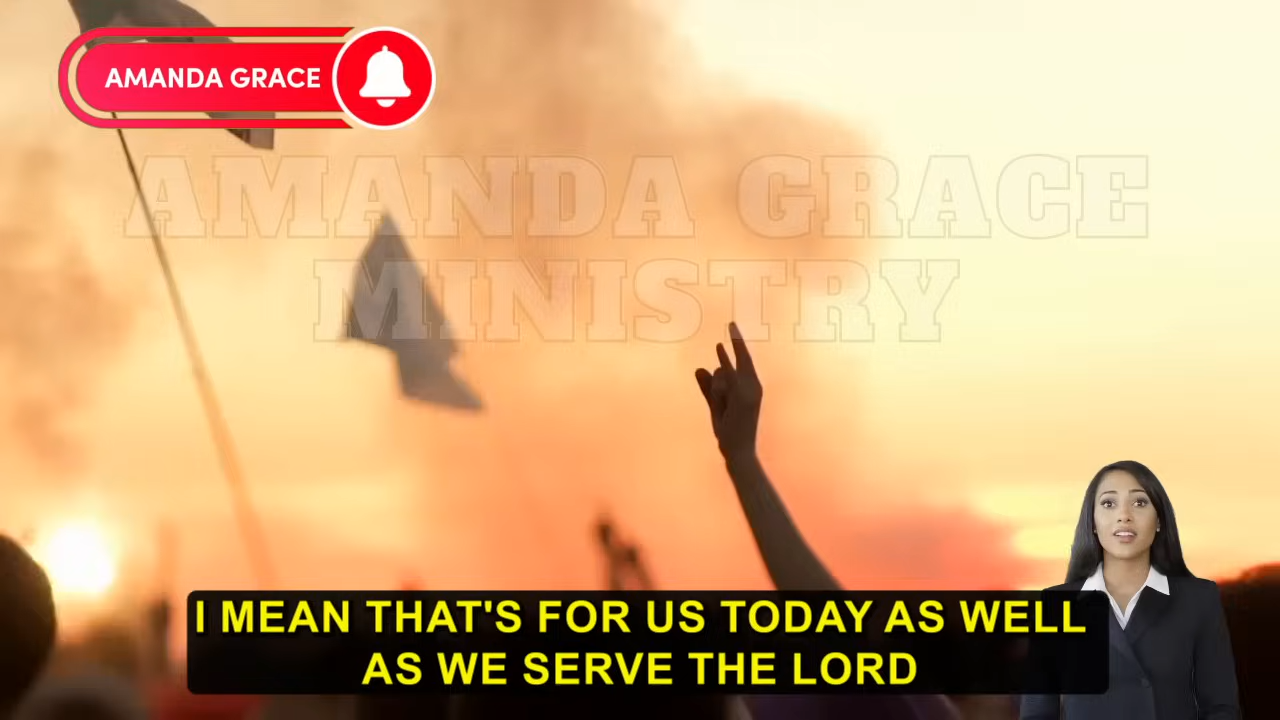 AMANDA GRACE
AMANDA GRACE
MINISTRY
I MEAN THAT'S FOR US TODAY AS WELL
AS WE SERVE THE LORD